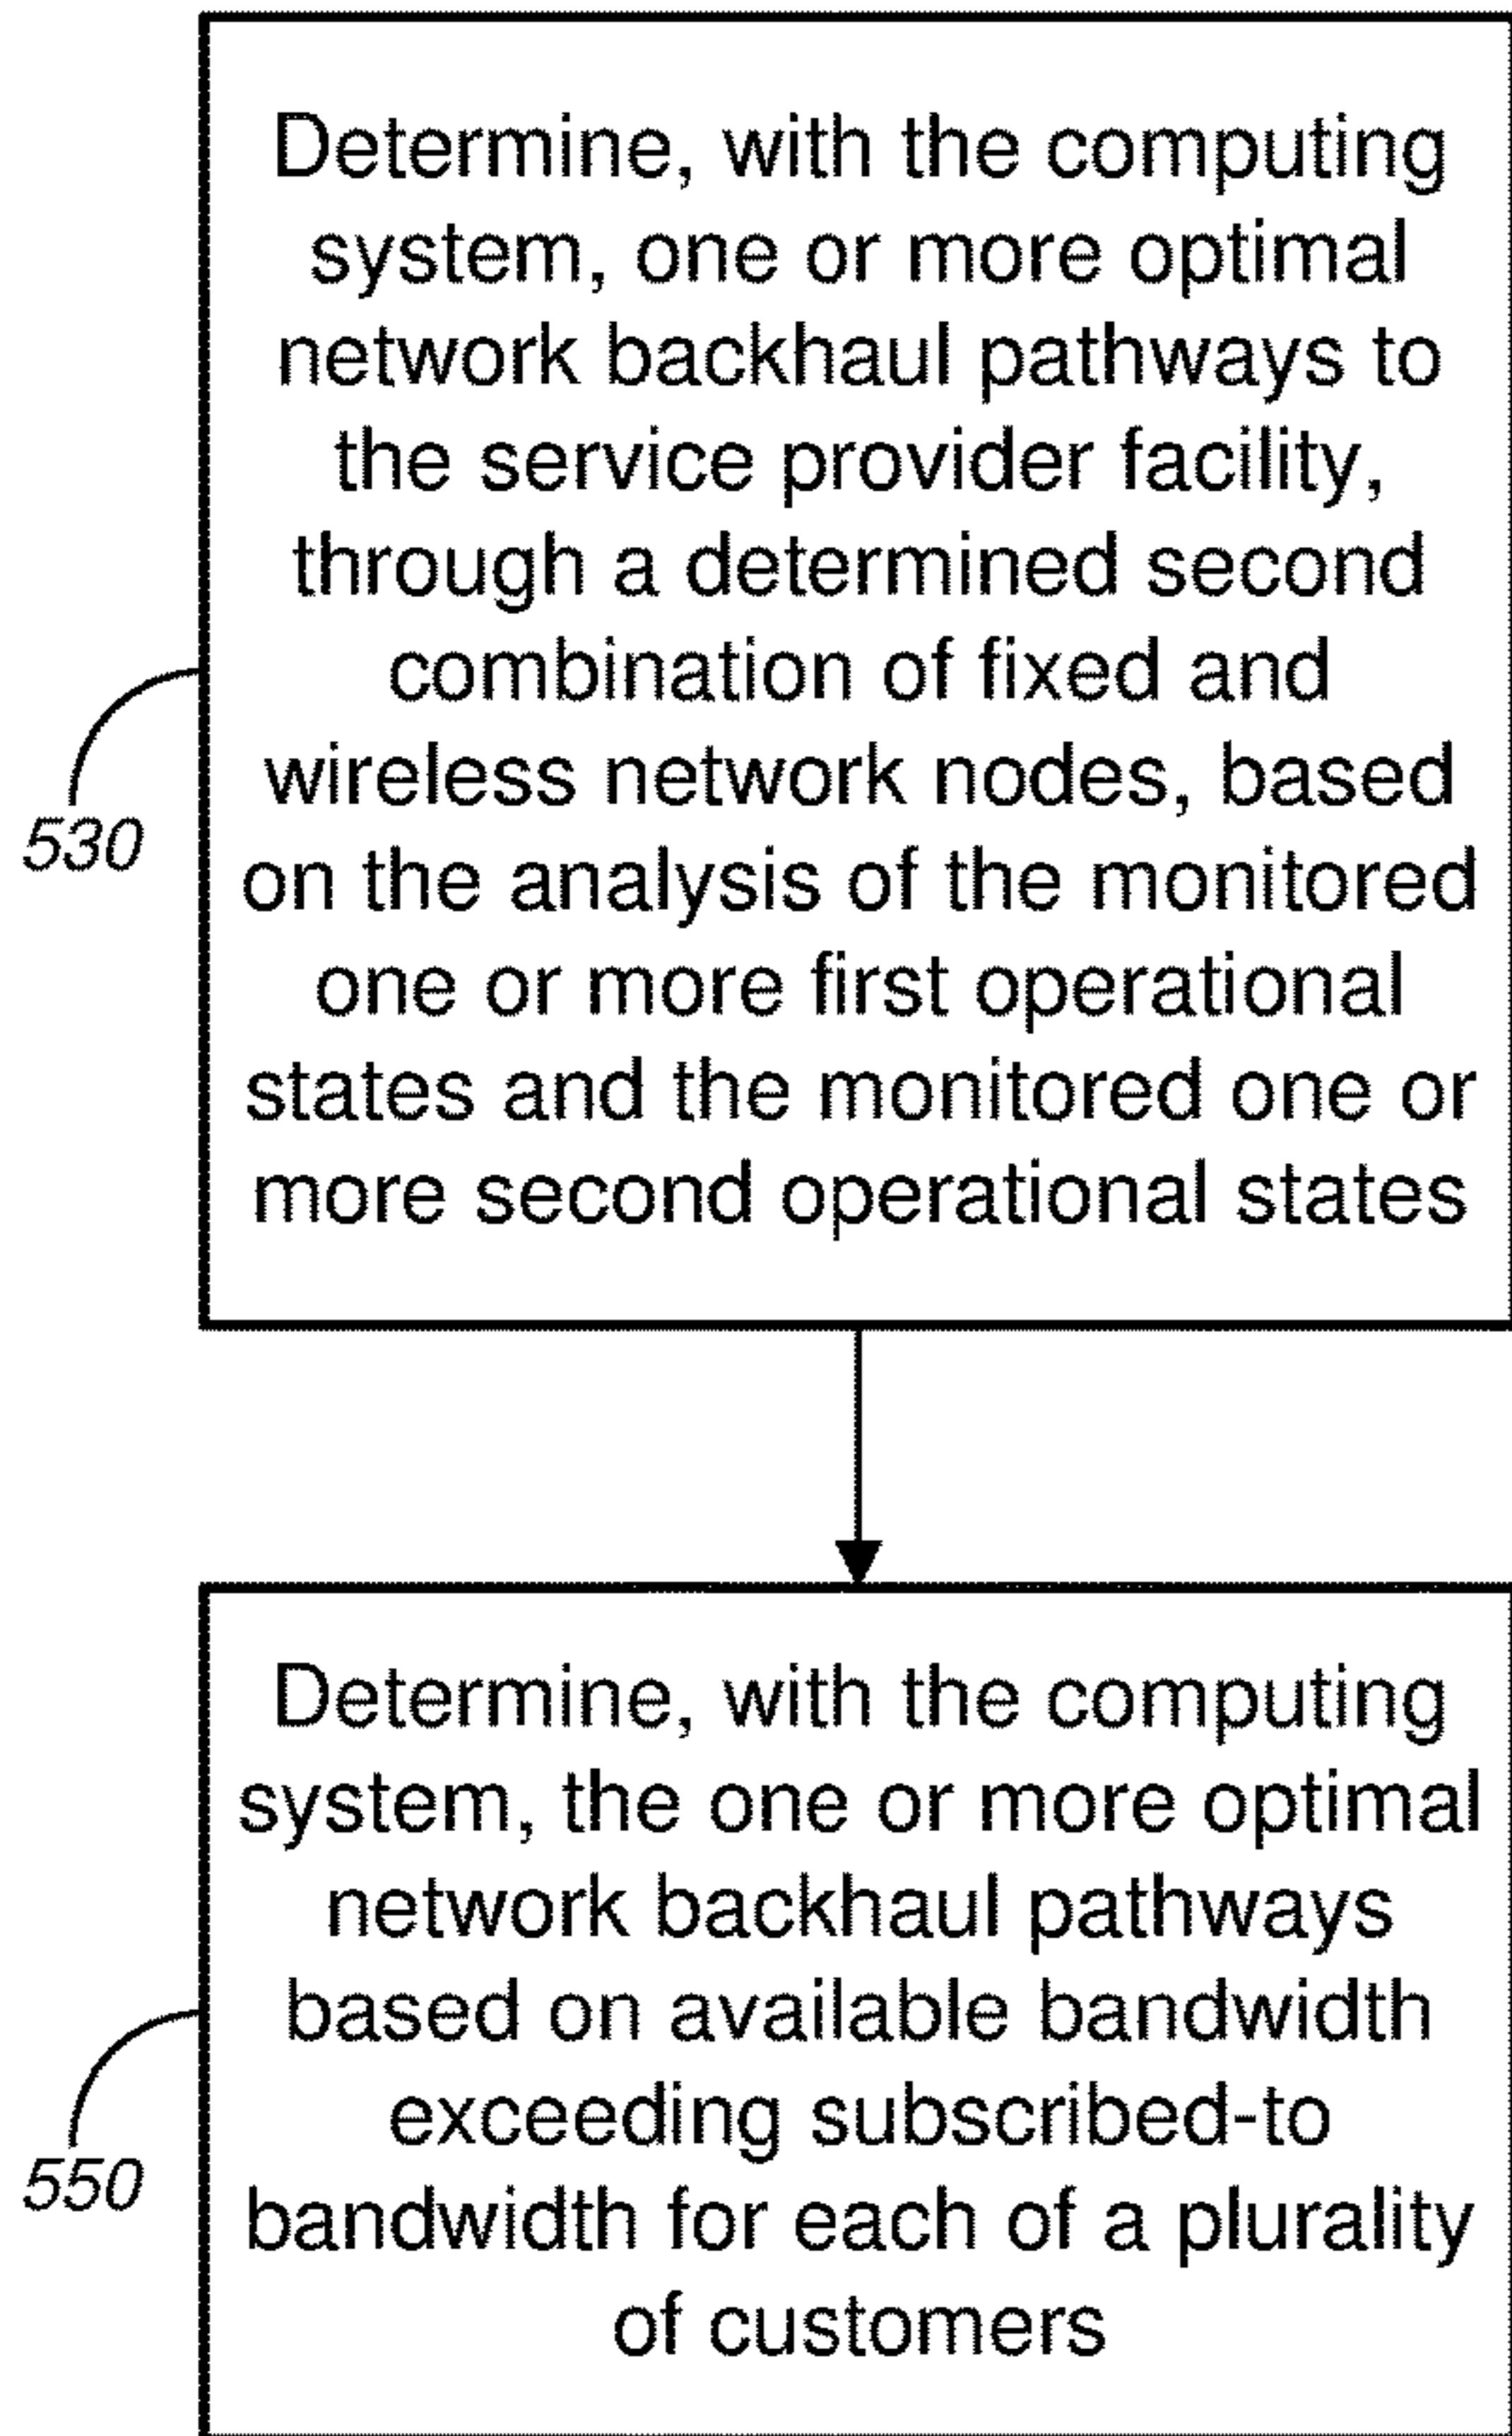 Determine, with the computing
system, one or more optimal
network backhaul pathways to
the service provider facility,
through a determined second
combination of fixed and
wireless network nodes, based
on the analysis of the monitored
one or more first operational
states and the monitored one or
more second operational states
530
Determine, with the computing
system, the one or more optimal
network backhaul pathways
based on available bandwidth
exceeding subscribed-to
bandwidth for each of a plurality
of customers
550